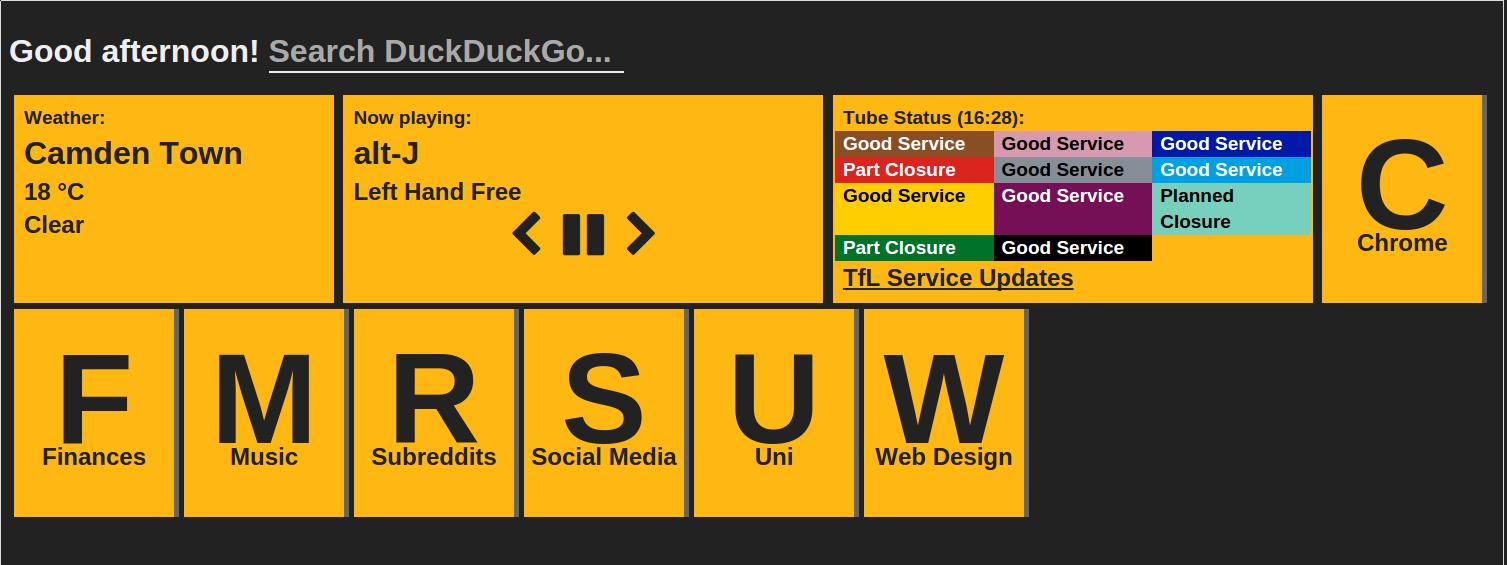 Good afternoon! Search DuckDuckGo...
Weather:
Camden Town
18 °C
Clear
Now playing:
alt-J
Left Hand Free
Tube Status (16:28):
Good Service Good Service Good Service
Part Closure Good Service Good Service
Good Service Good Service Planned
Closure
Part Closure Good Service
TfL Service Updates
C
Chrome
F
Finances
M
Music
R
Subreddits
S
Social Media
U
Uni
W
Web Design